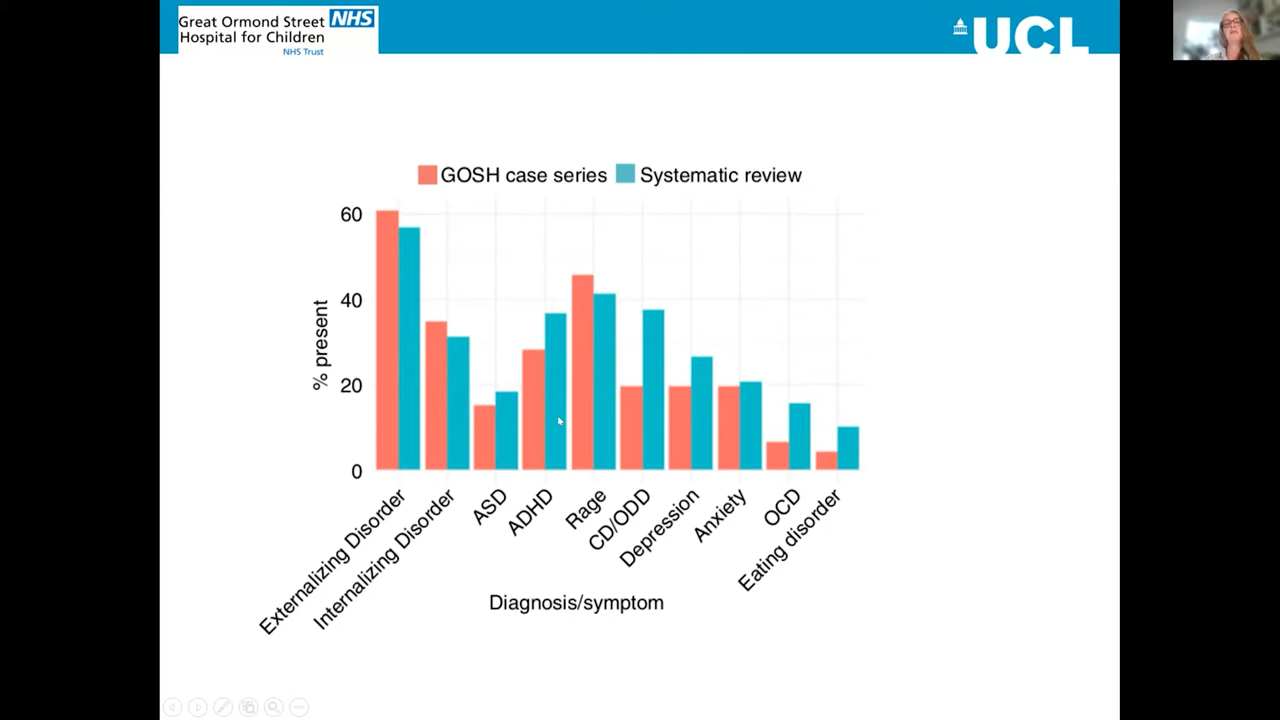 Great Ormond Street NHS
Hospital for Children
NHS Trust
UCL
GOSH case series Systematic review
60
40
20
0
% present
Externalizing Disorder
Internalizing Disorder
ASD
ADHD
Rage
CD/ODD
Depression
Anxiety
OCD
Eating disorder
Diagnosis/symptom